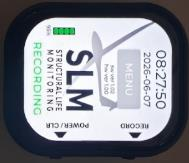 08:27:50
2026-06-07
MENU
RECORD
SLM
STRUCTURAL LIFE
MONITORING
RECORDING
POWER/CLR